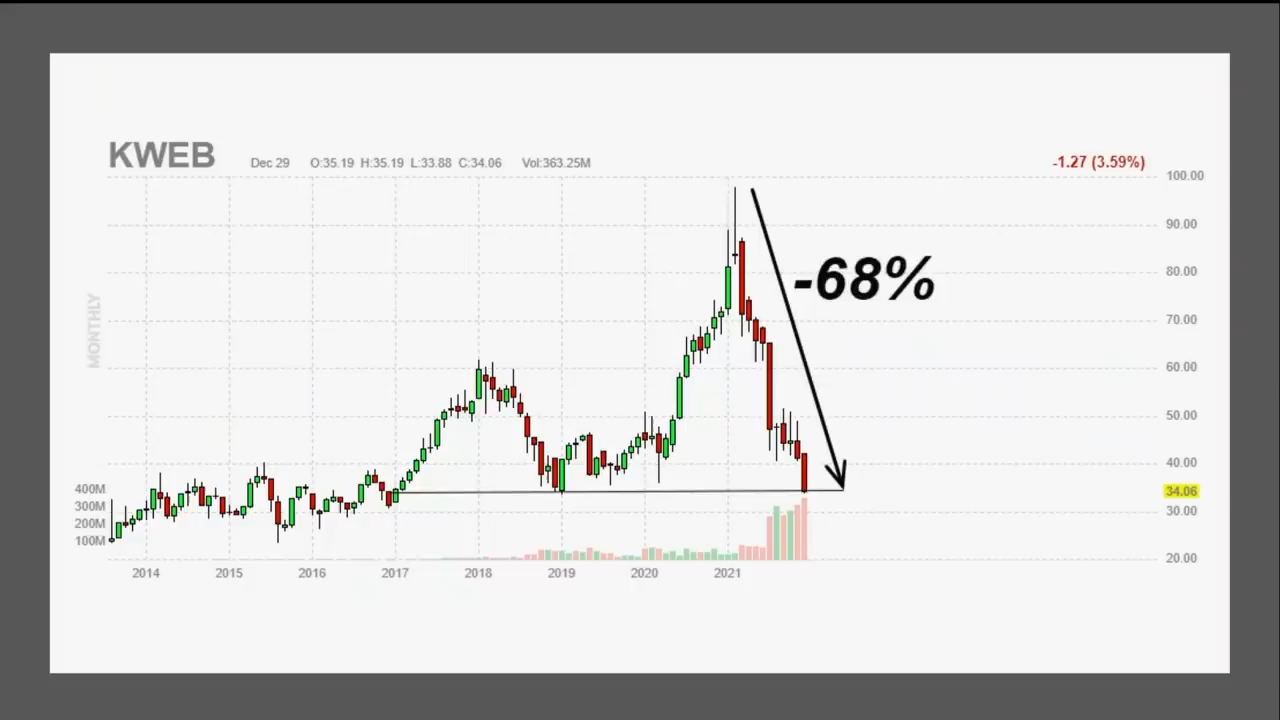 KWEB Dec 29 O:35.19 H:35.19 L:33.88 C:34.06 Vol:363.25M -1.27 (3.59%)
100.00
90.00
-68%
80.00
MONTHLY
70.00
60.00
50.00
40.00
400M 34.06
300M 30.00
200M
100M
20.00
2014 2015 2016 2017 2018 2019 2020 2021